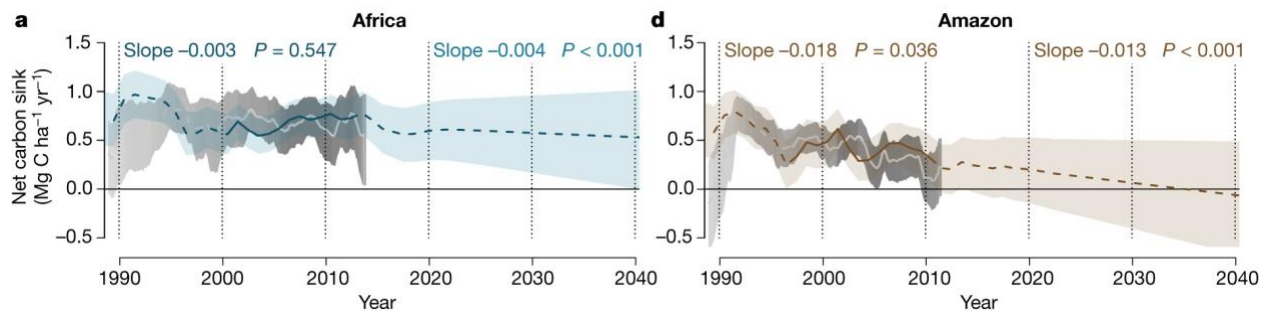 a Africa
Slope −0.003 P = 0.547 Slope −0.004 P < 0.001
Net carbon sink
(Mg C ha⁻¹ yr⁻¹)
1.5
1.0
0.5
0.0
−0.5
1990 2000 2010 2020 2030 2040
Year
d Amazon
Slope −0.018 P = 0.036 Slope −0.013 P < 0.001
1.5
1.0
0.5
0.0
−0.5
1990 2000 2010 2020 2030 2040
Year